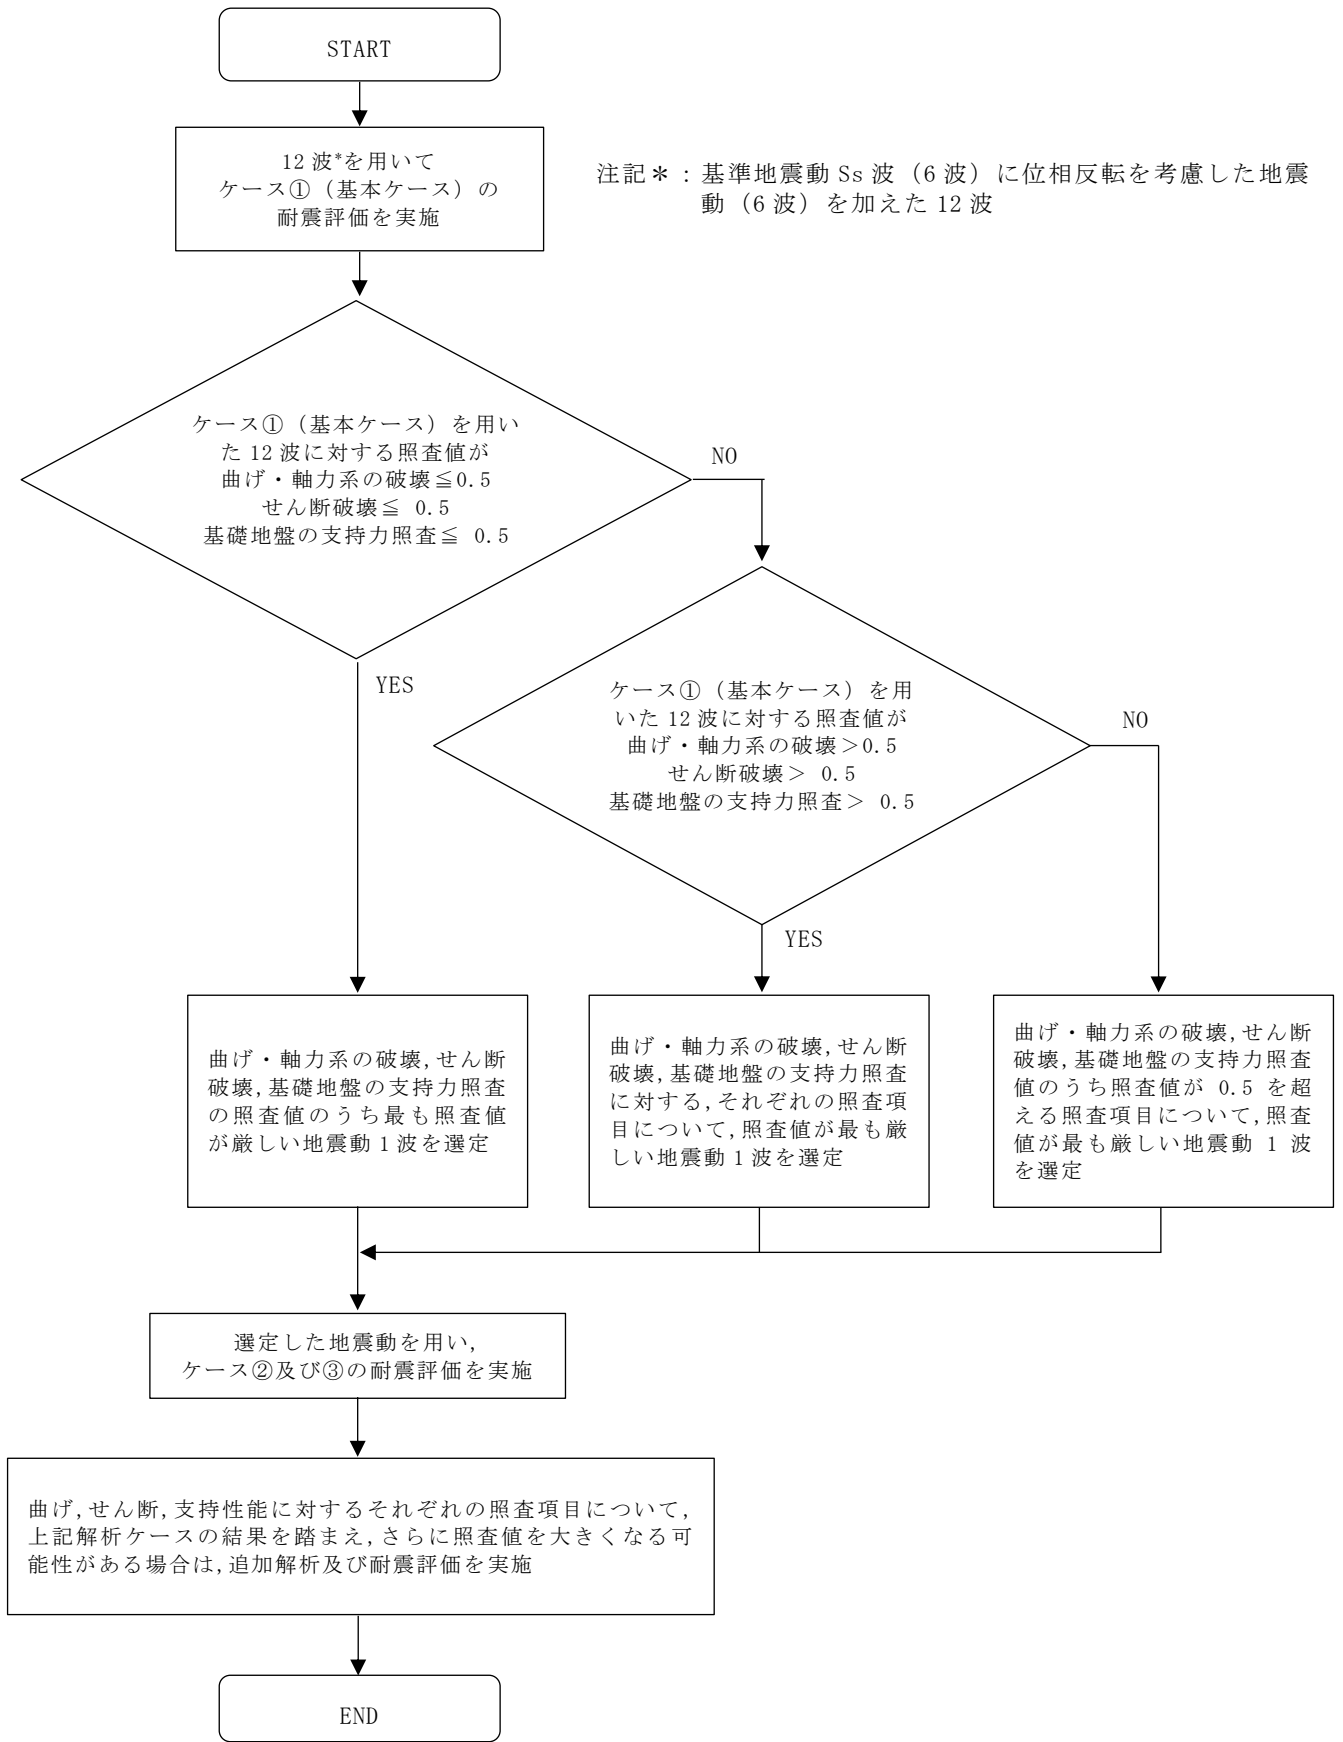 START
12 波*を用いて
ケース①（基本ケース）の
耐震評価を実施
注記＊：基準地震動 Ss 波（6 波）に位相反転を考慮した地震
動（6 波）を加えた 12 波
ケース①（基本ケース）を用い
た 12 波に対する照査値が
曲げ・軸力系の破壊≦0.5
せん断破壊≦ 0.5
基礎地盤の支持力照査≦ 0.5
NO
YES
ケース①（基本ケース）を用
いた 12 波に対する照査値が
曲げ・軸力系の破壊＞0.5
せん断破壊＞ 0.5
基礎地盤の支持力照査＞ 0.5
NO
YES
曲げ・軸力系の破壊,せん断
破壊,基礎地盤の支持力照査
の照査値のうち最も照査値
が厳しい地震動 1 波を選定
曲げ・軸力系の破壊,せん断
破壊,基礎地盤の支持力照査
に対する,それぞれの照査項
目について,照査値が最も厳
しい地震動 1 波を選定
曲げ・軸力系の破壊,せん断
破壊,基礎地盤の支持力照査
値のうち照査値が 0.5 を超
える照査項目について,照査
値が最も厳しい地震動 1 波
を選定
選定した地震動を用い,
ケース②及び③の耐震評価を実施
曲げ,せん断,支持性能に対するそれぞれの照査項目について,
上記解析ケースの結果を踏まえ,さらに照査値を大きくなる可
能性がある場合は,追加解析及び耐震評価を実施
END